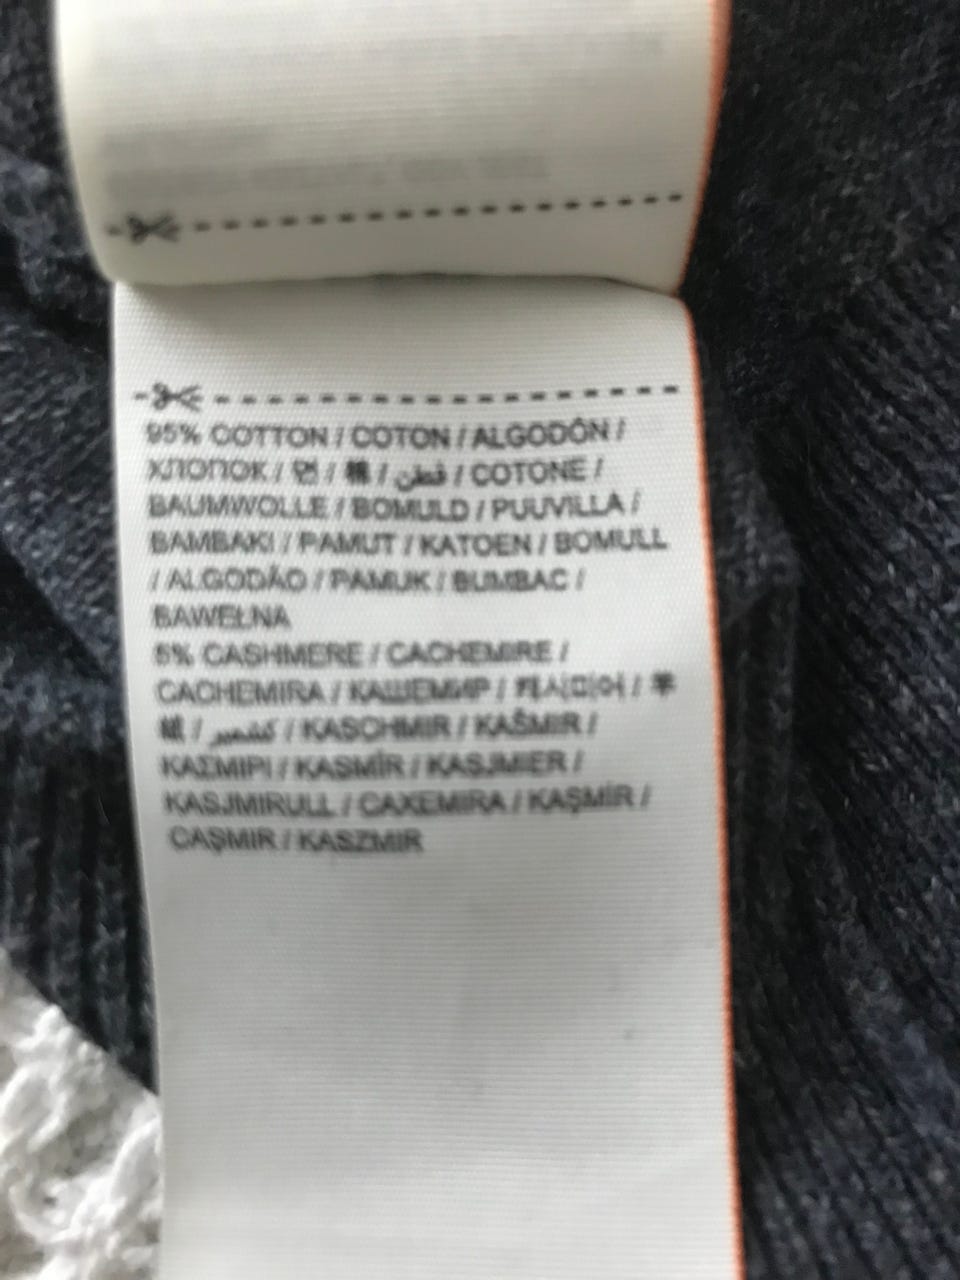 95% COTTON / COTON / ALGODÓN /
ХЛОПОК / 면 / 棉 / قطن / COTONE /
BAUMWOLLE / BOMULD / PUUVILLA /
BAMBAKI / PAMUT / KATOEN / BOMULL
/ ALGODÃO / PAMUK / BUMBAC /
BAWEŁNA
5% CASHMERE / CACHEMIRE /
CACHEMIRA / КАШЕМИР / 캐시미어 / 羊
绒 / كشمير / KASCHMIR / KAŠMIR /
ΚΑΣΜΙΡΙ / KASMÍR / KASJMIER /
KASJMIRULL / CAXEMIRA / KAŞMİR /
CAŞMIR / KASZMIR